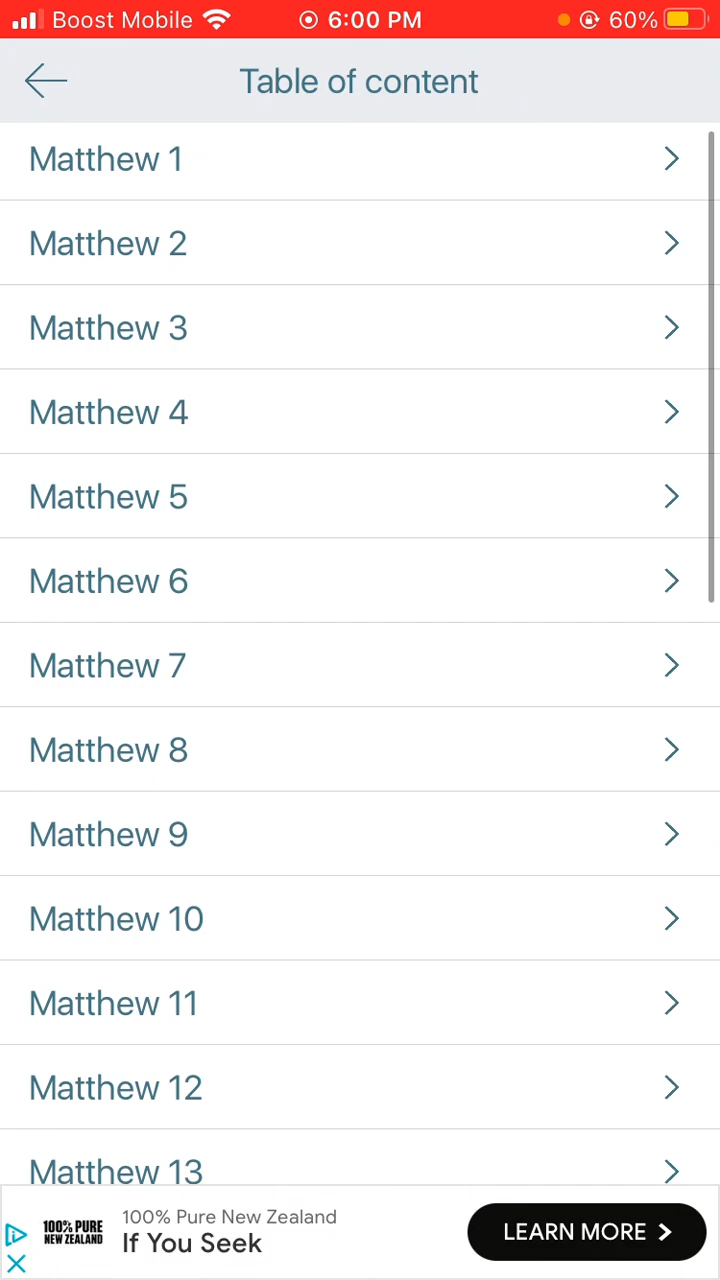 Boost Mobile 6:00 PM 60%
Table of content
Matthew 1
Matthew 2
Matthew 3
Matthew 4
Matthew 5
Matthew 6
Matthew 7
Matthew 8
Matthew 9
Matthew 10
Matthew 11
Matthew 12
Matthew 13
100% PURE
NEW ZEALAND
100% Pure New Zealand
If You Seek
LEARN MORE